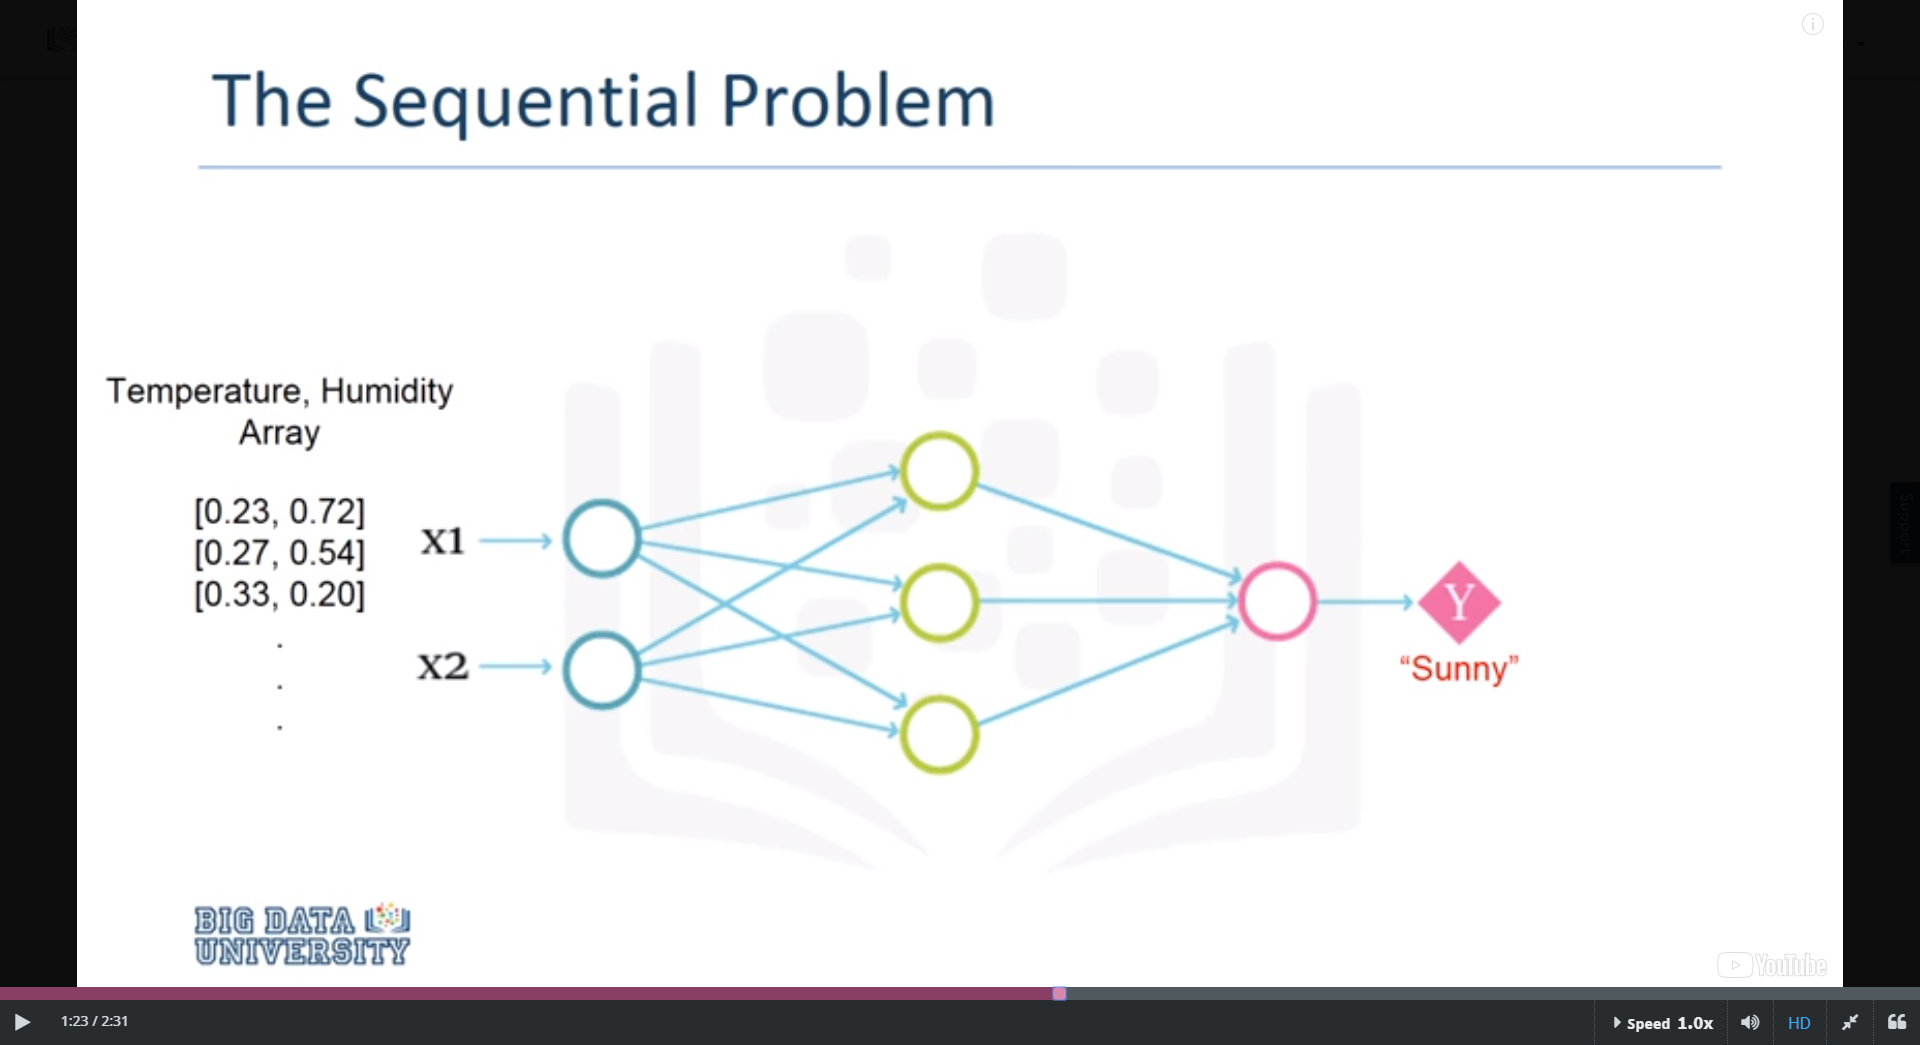 The Sequential Problem
Temperature, Humidity
Array
[0.23, 0.72]
[0.27, 0.54]
[0.33, 0.20]
.
.
.
X1
X2
Y
“Sunny”
BIG DATA
UNIVERSITY
YouTube
Support
1:23 / 2:31
Speed 1.0x
HD